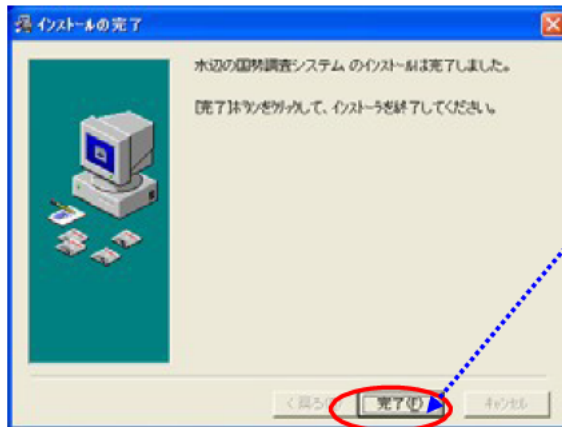 インストールの完了
水辺の国勢調査システム のインストールは完了しました。
[完了]ボタンをクリックして、インストーラを終了してください。
< 戻る(B)
完了(F)
キャンセル